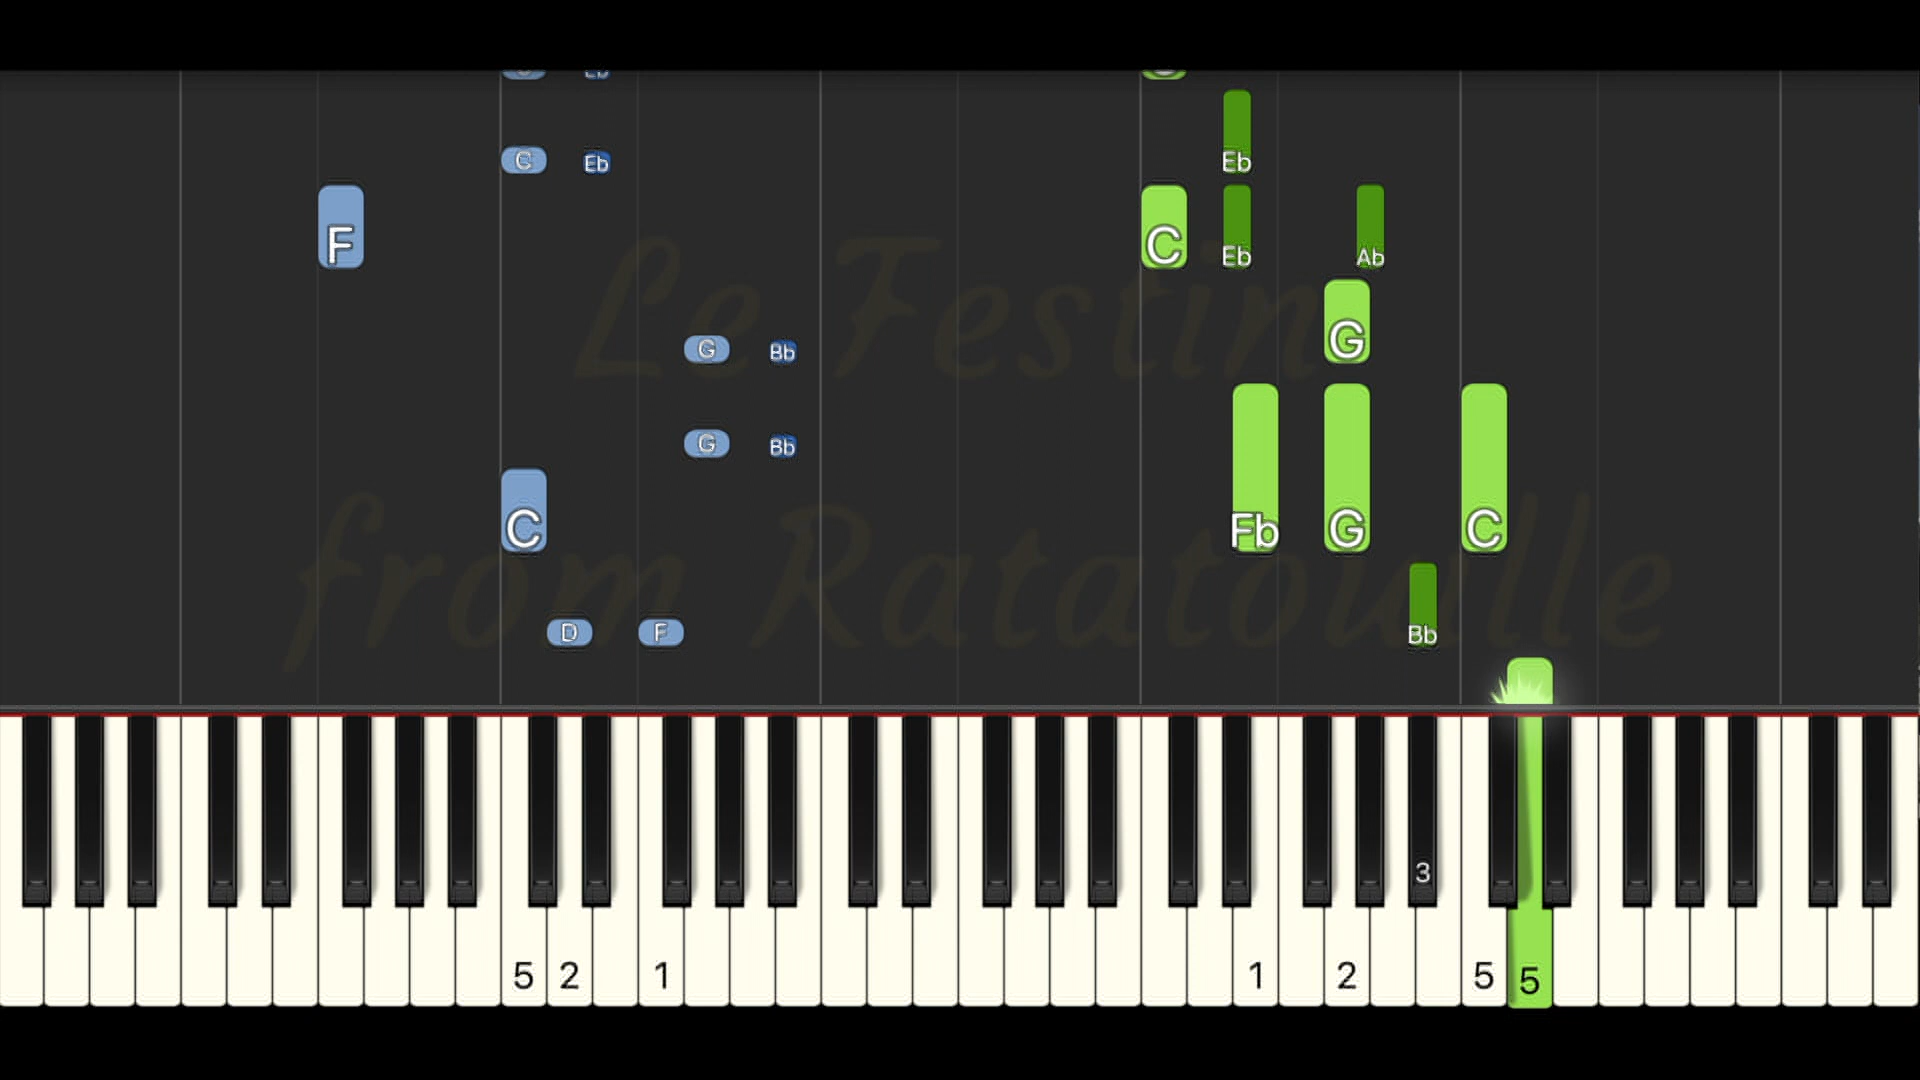 Eb
C Eb Eb
F C Eb Ab
Le Festin
G Bb G
G Bb
C Fb G C
from Ratatouille
D F Bb
3
5 2 1 1 2 5 5